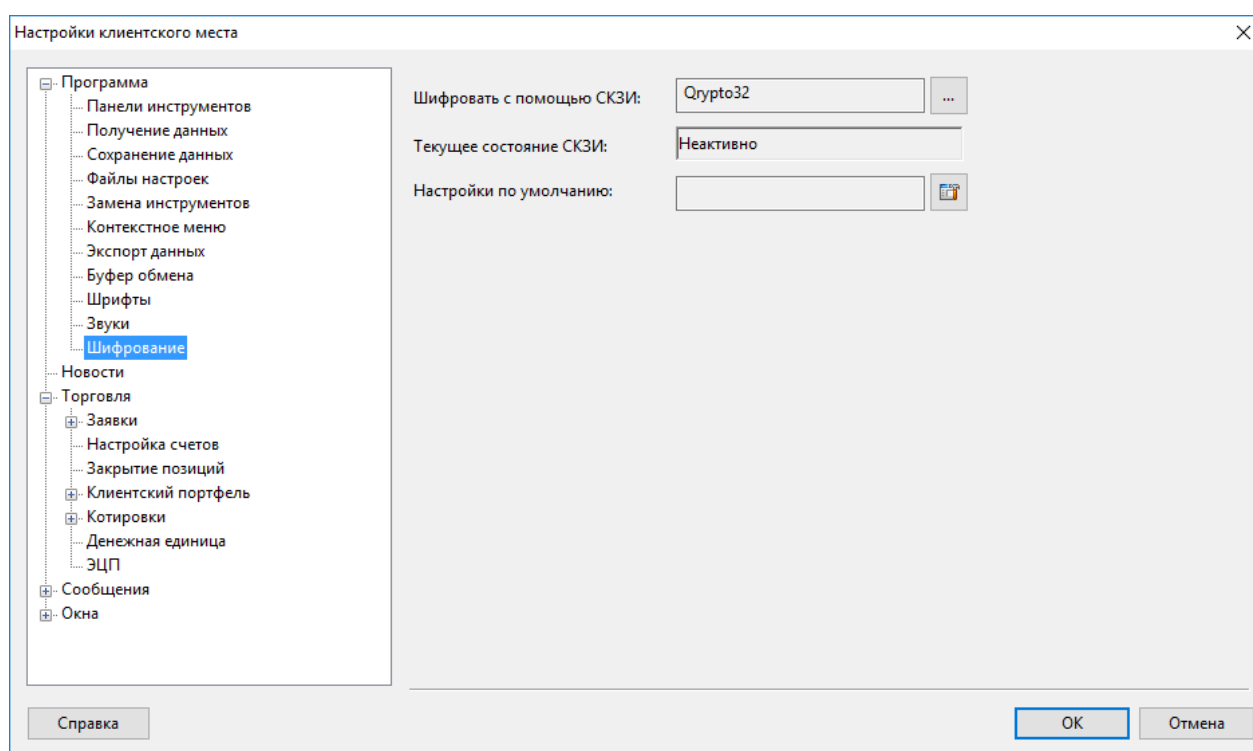 Настройки клиентского места
Программа
Панели инструментов
Получение данных
Сохранение данных
Файлы настроек
Замена инструментов
Контекстное меню
Экспорт данных
Буфер обмена
Шрифты
Звуки
Шифрование
Новости
Торговля
Заявки
Настройка счетов
Закрытие позиций
Клиентский портфель
Котировки
Денежная единица
ЭЦП
Сообщения
Окна
Шифровать с помощью СКЗИ: Qrypto32 ...
Текущее состояние СКЗИ: Неактивно
Настройки по умолчанию:
Справка OK Отмена